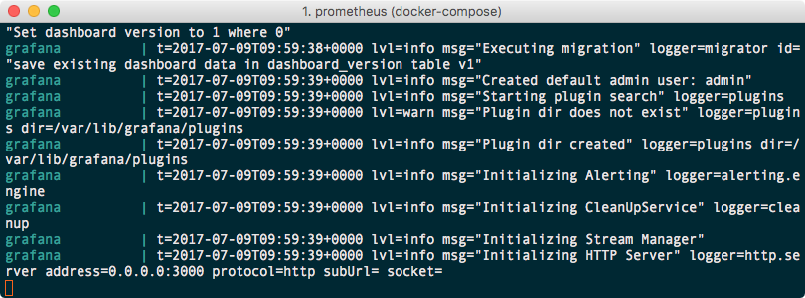 1. prometheus (docker-compose)
"Set dashboard version to 1 where 0"
grafana | t=2017-07-09T09:59:38+0000 lvl=info msg="Executing migration" logger=migrator id=
"save existing dashboard data in dashboard_version table v1"
grafana | t=2017-07-09T09:59:39+0000 lvl=info msg="Created default admin user: admin"
grafana | t=2017-07-09T09:59:39+0000 lvl=info msg="Starting plugin search" logger=plugins
grafana | t=2017-07-09T09:59:39+0000 lvl=warn msg="Plugin dir does not exist" logger=plugin
s dir=/var/lib/grafana/plugins
grafana | t=2017-07-09T09:59:39+0000 lvl=info msg="Plugin dir created" logger=plugins dir=/
var/lib/grafana/plugins
grafana | t=2017-07-09T09:59:39+0000 lvl=info msg="Initializing Alerting" logger=alerting.e
ngine
grafana | t=2017-07-09T09:59:39+0000 lvl=info msg="Initializing CleanUpService" logger=clea
nup
grafana | t=2017-07-09T09:59:39+0000 lvl=info msg="Initializing Stream Manager"
grafana | t=2017-07-09T09:59:39+0000 lvl=info msg="Initializing HTTP Server" logger=http.se
rver address=0.0.0.0:3000 protocol=http subUrl= socket=